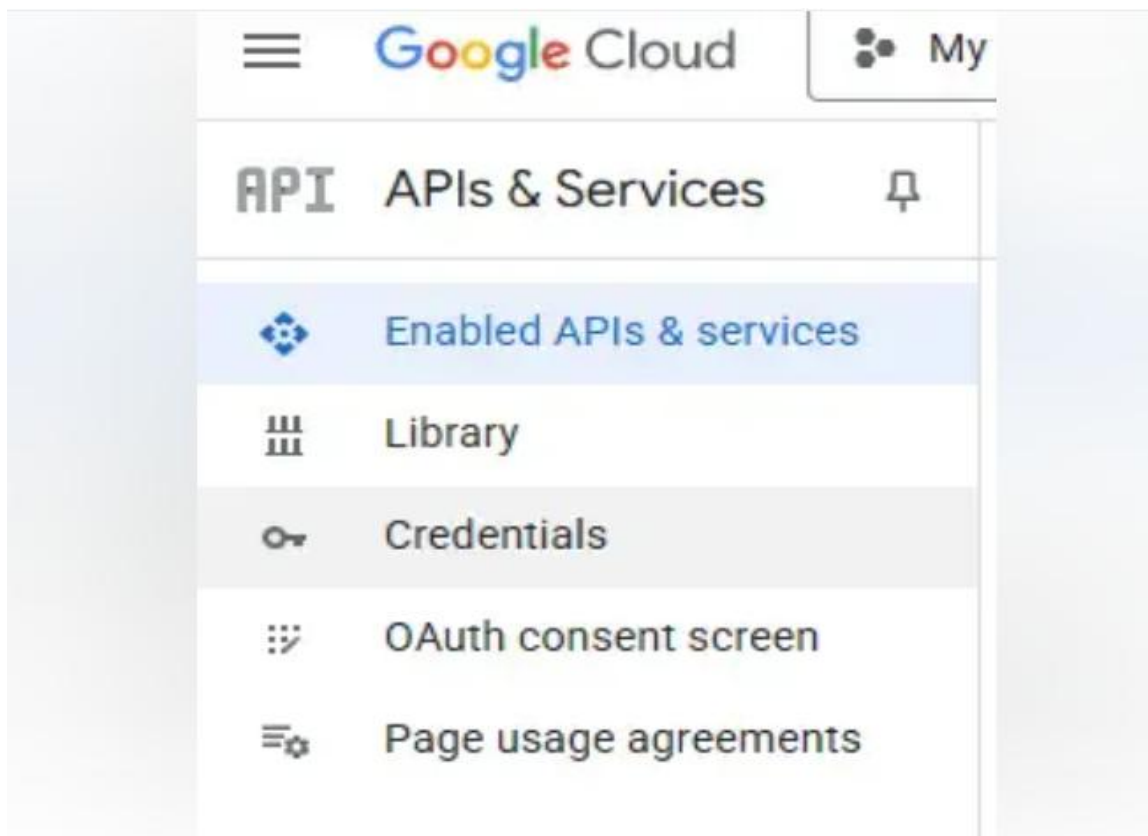 Google Cloud My
API APIs & Services
Enabled APIs & services
Library
Credentials
OAuth consent screen
Page usage agreements